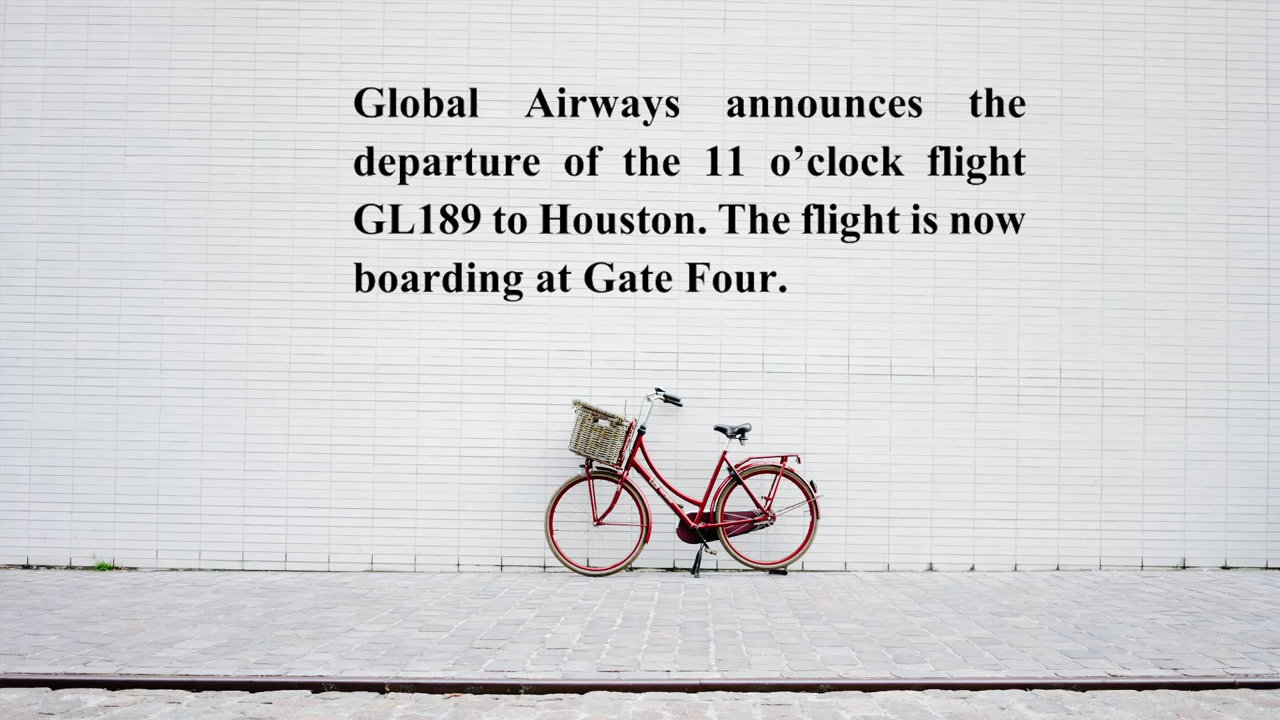 Global Airways announces the
departure of the 11 o’clock flight
GL189 to Houston. The flight is now
boarding at Gate Four.